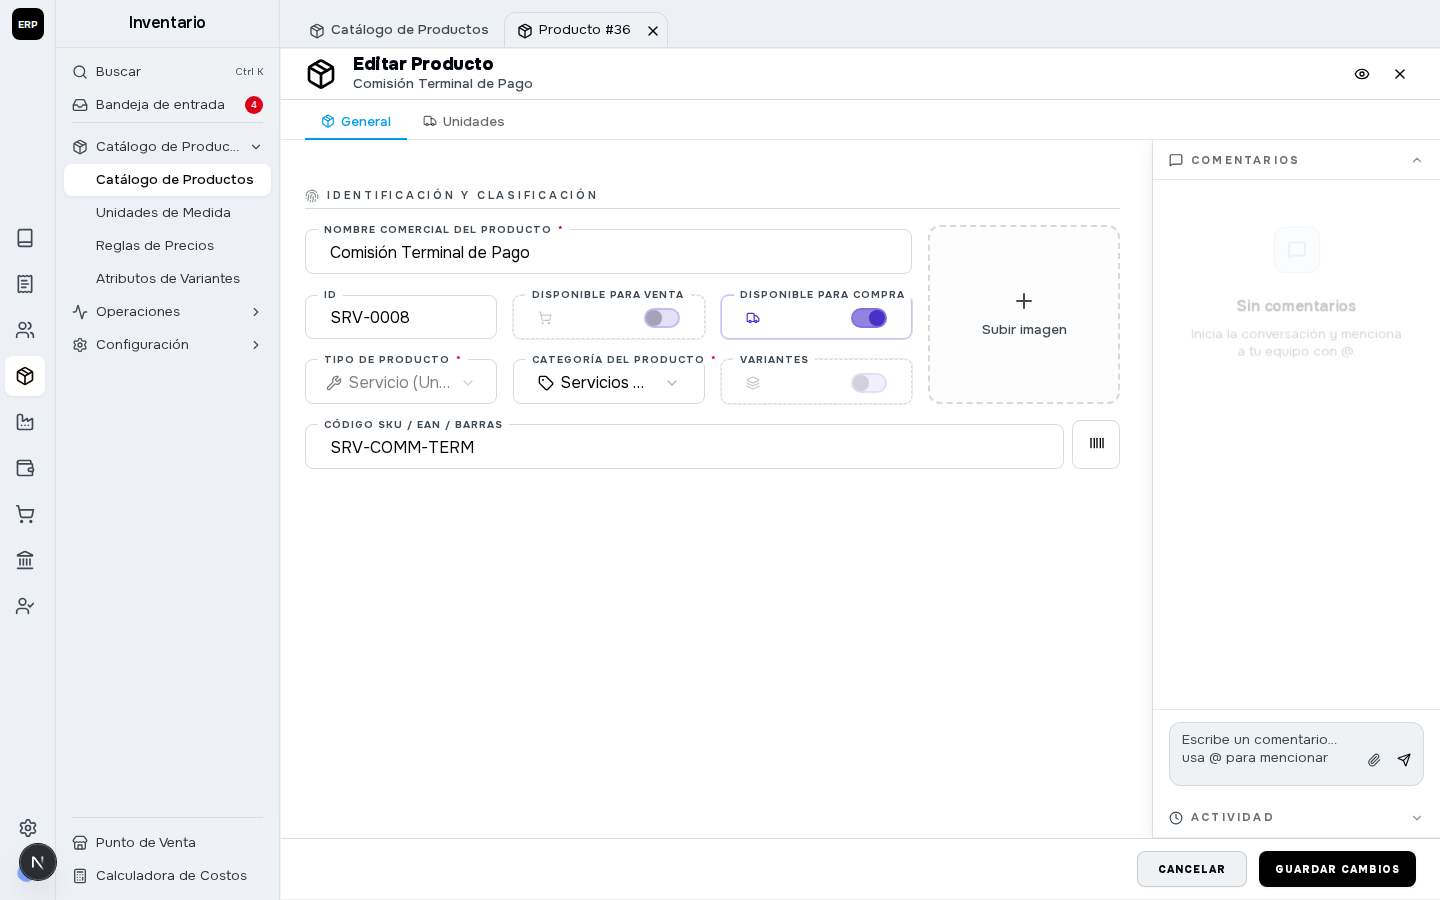 ERP
Inventario
Buscar
Ctrl K
Bandeja de entrada
4
Catálogo de Produc...
Catálogo de Productos
Unidades de Medida
Reglas de Precios
Atributos de Variantes
Operaciones
Configuración
Punto de Venta
Calculadora de Costos
N
Catálogo de Productos
Producto #36
Editar Producto
Comisión Terminal de Pago
General
Unidades
IDENTIFICACIÓN Y CLASIFICACIÓN
NOMBRE COMERCIAL DEL PRODUCTO *
Comisión Terminal de Pago
ID
SRV-0008
DISPONIBLE PARA VENTA
DISPONIBLE PARA COMPRA
Subir imagen
TIPO DE PRODUCTO *
Servicio (Un...
CATEGORÍA DEL PRODUCTO *
Servicios ...
VARIANTES
CÓDIGO SKU / EAN / BARRAS
SRV-COMM-TERM
COMENTARIOS
Sin comentarios
Inicia la conversación y menciona
a tu equipo con @.
Escribe un comentario...
usa @ para mencionar
ACTIVIDAD
CANCELAR
GUARDAR CAMBIOS